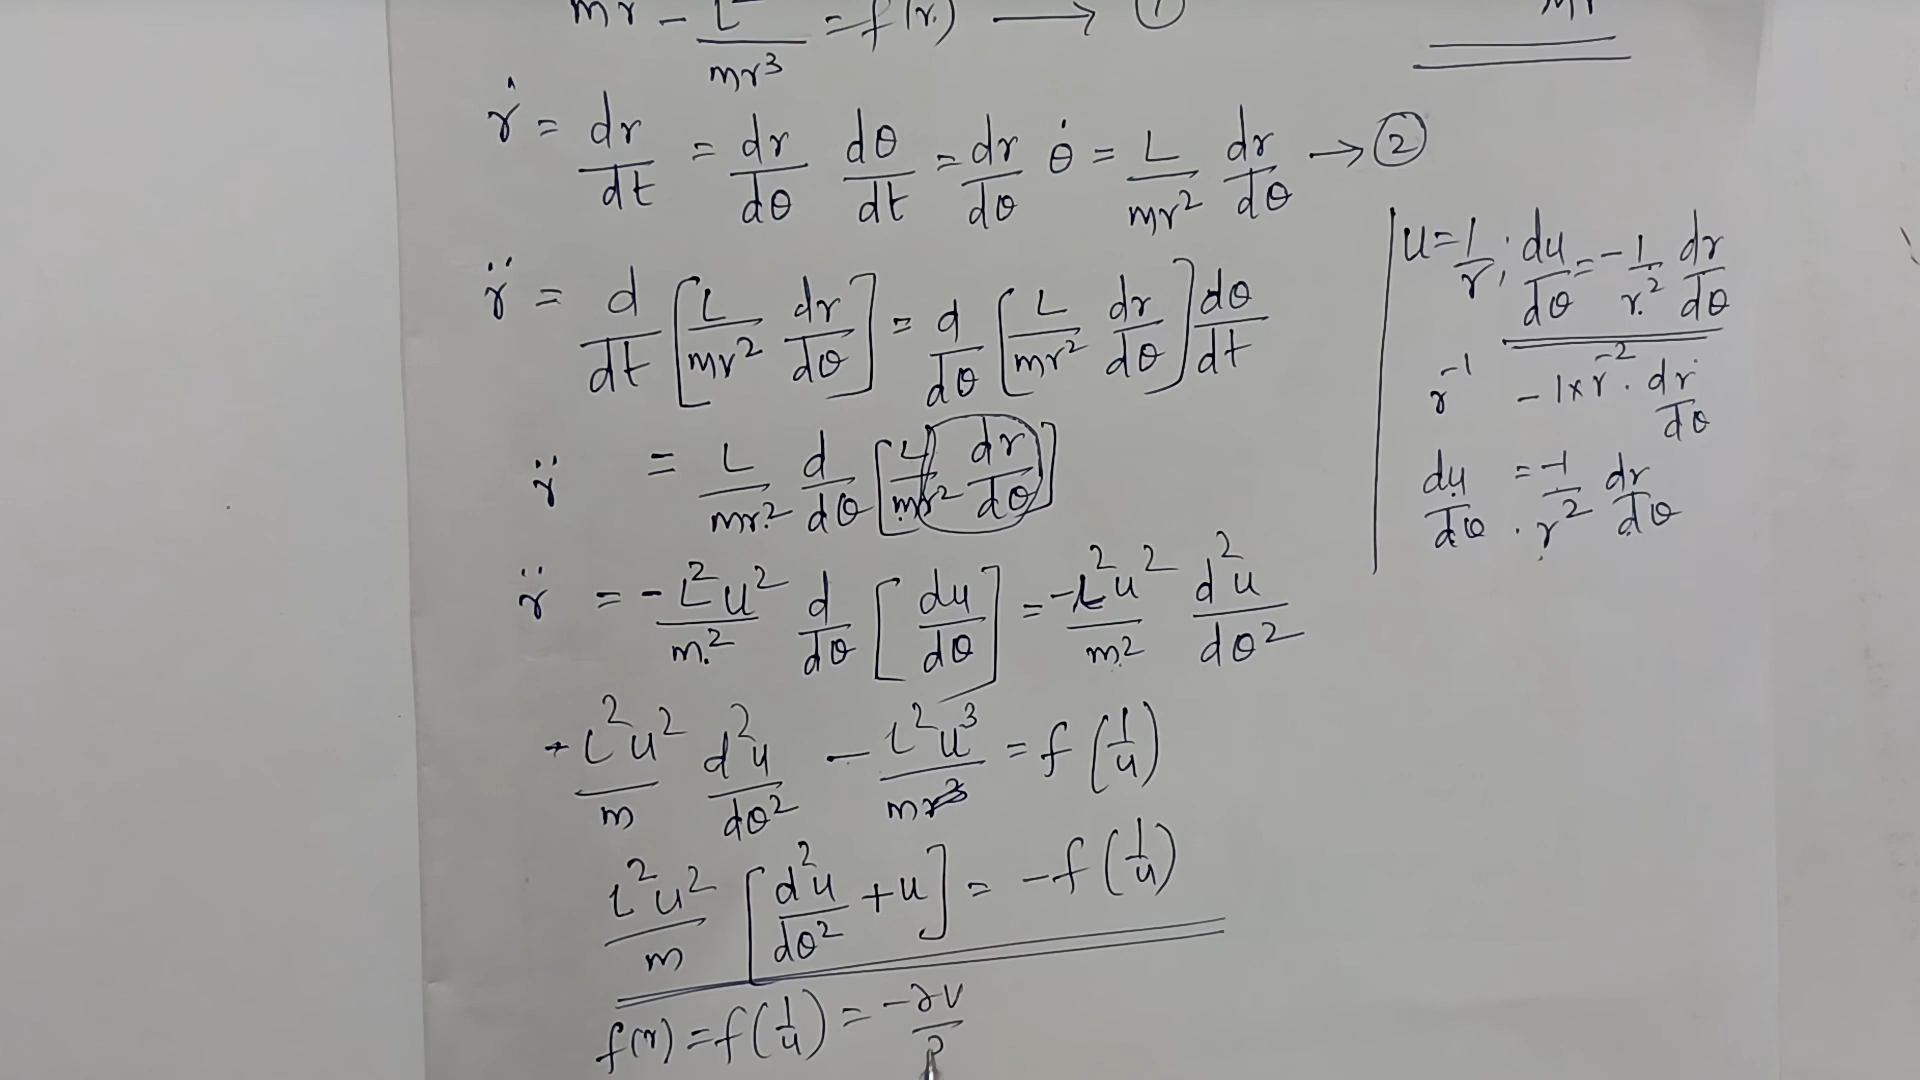 mr̈ - L²/mr³ = f(r) → ①
mr
ṙ = dr/dt = dr/dθ dθ/dt = dr/dθ θ̇ = L/mr² dr/dθ → ②
r̈ = d/dt [L/mr² dr/dθ] = d/dθ [L/mr² dr/dθ] dθ/dt
r̈ = L/mr² d/dθ [L/mr² dr/dθ]
r̈ = -L²u²/m² d/dθ [du/dθ] = -L²u²/m² d²u/dθ²
- L²u²/m d²u/dθ² - L²u³/m = f(1/u)
L²u²/m [d²u/dθ² + u] = -f(1/u)
f(r) = f(1/u) = -∂V/∂
u = 1/r; du/dθ = -1/r² dr/dθ
r⁻¹ -1×r⁻². dr/dθ
du/dθ = -1/r² dr/dθ